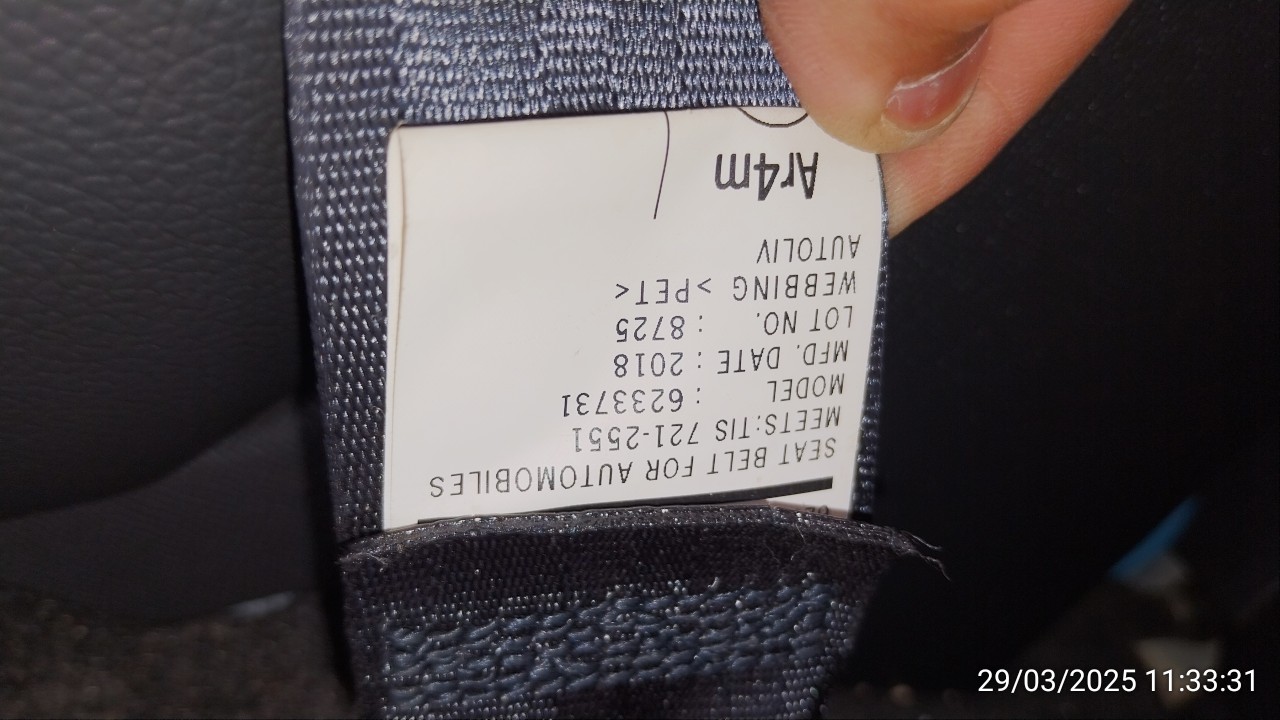 SEAT BELT FOR AUTOMOBILES
MEETS:TIS 721-2551
MODEL : 6233731
MFD. DATE : 2018
LOT NO. : 8725
WEBBING >PET<
AUTOLIV
Ar4m
29/03/2025 11:33:31